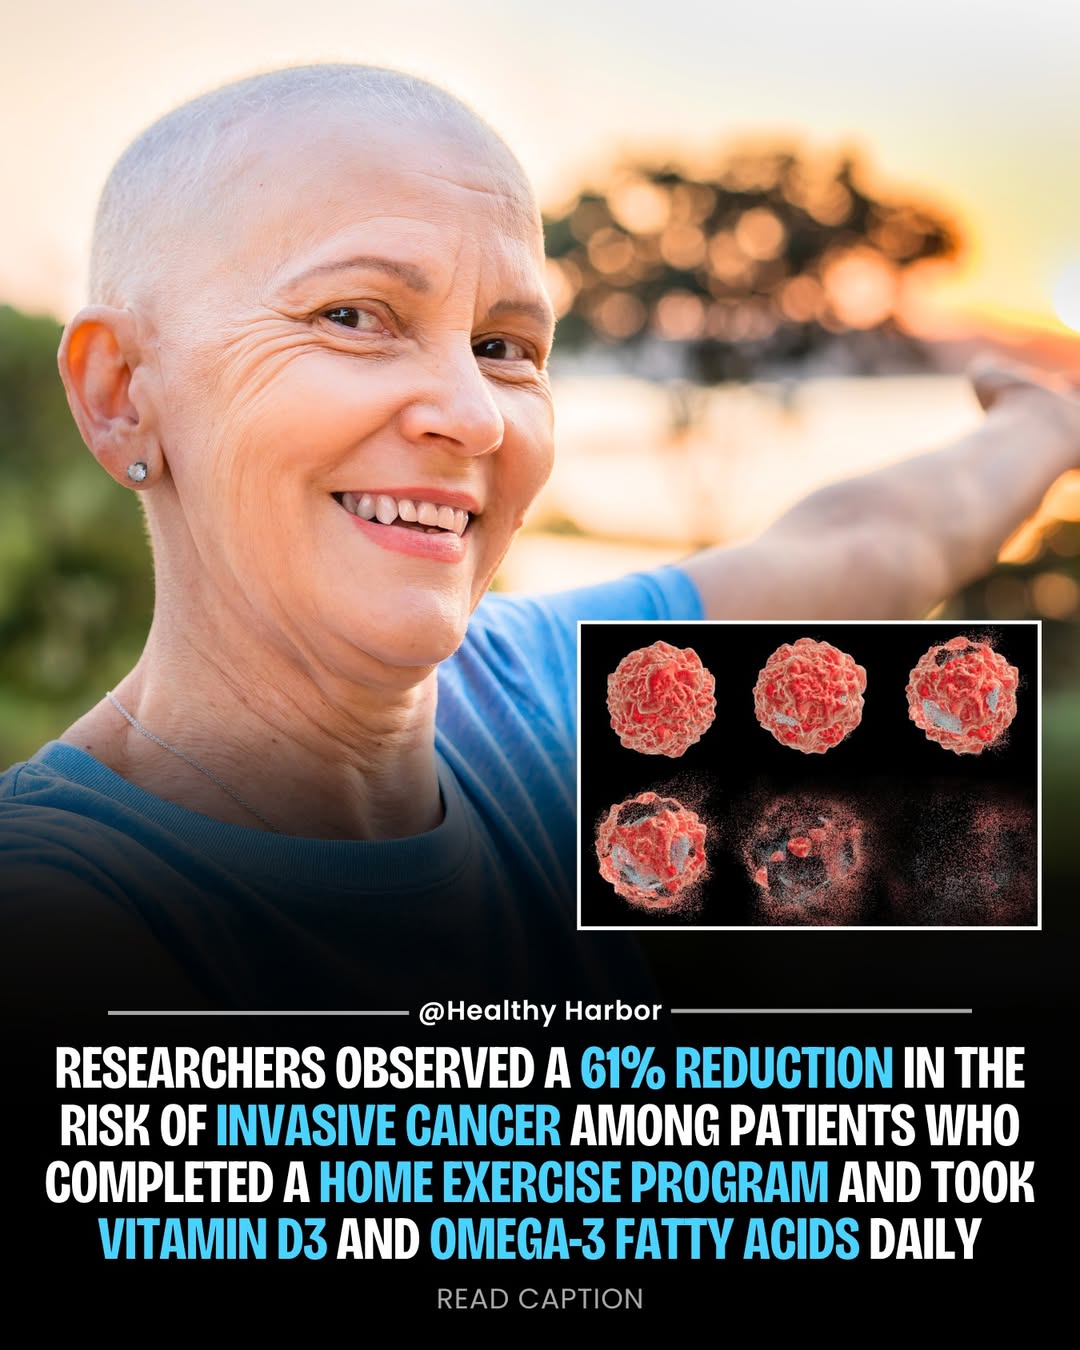 @Healthy Harbor
RESEARCHERS OBSERVED A 61% REDUCTION IN THE
RISK OF INVASIVE CANCER AMONG PATIENTS WHO
COMPLETED A HOME EXERCISE PROGRAM AND TOOK
VITAMIN D3 AND OMEGA-3 FATTY ACIDS DAILY
READ CAPTION